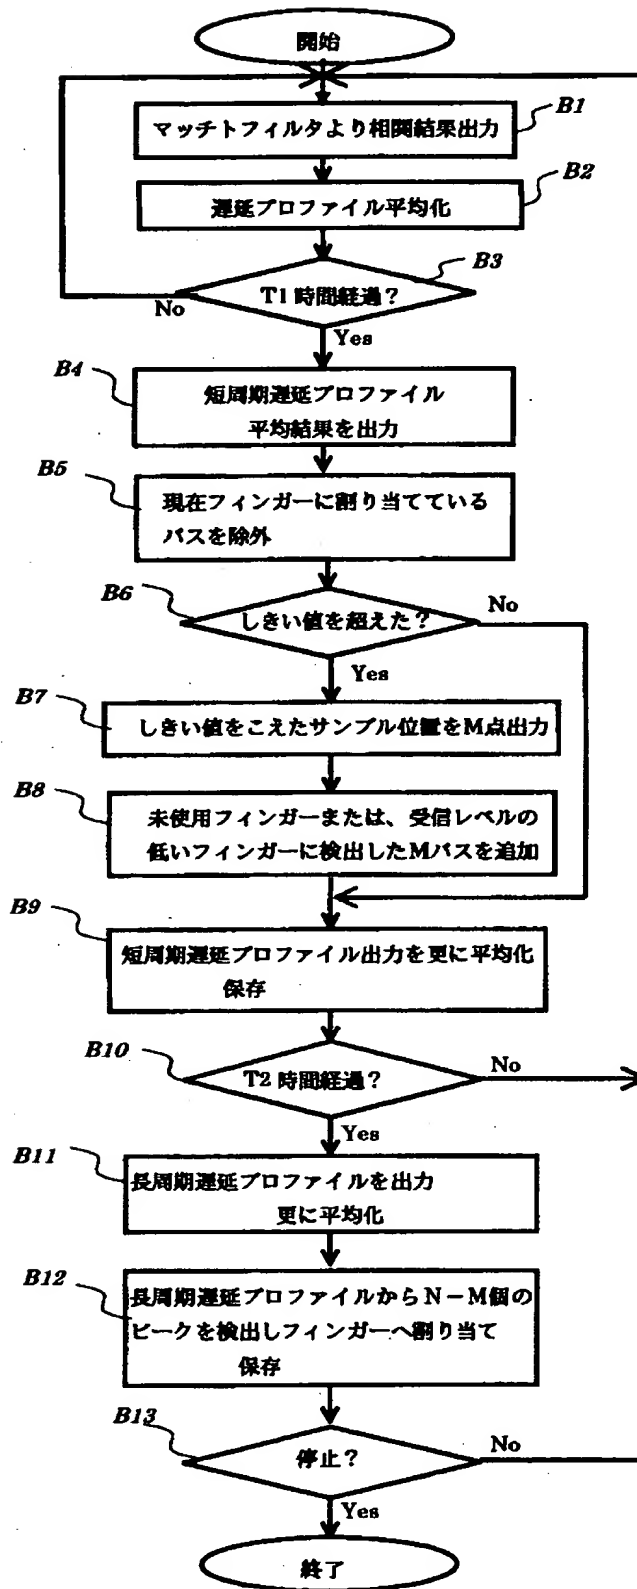 開始
B1
マッチトフィルタより相関結果出力
B2
遅延プロファイル平均化
B3
T1時間経過？
No
Yes
B4
短周期遅延プロファイル
平均結果を出力
B5
現在フィンガーに割り当てている
パスを除外
B6
しきい値を超えた？
No
Yes
B7
しきい値をこえたサンプル位置をM点出力
B8
未使用フィンガーまたは、受信レベルの
低いフィンガーに検出したMパスを追加
B9
短周期遅延プロファイル出力を更に平均化
保存
B10
T2時間経過？
No
Yes
B11
長周期遅延プロファイルを出力
更に平均化
B12
長周期遅延プロファイルからN－M個の
ピークを検出しフィンガーへ割り当て
保存
B13
停止？
No
Yes
終了